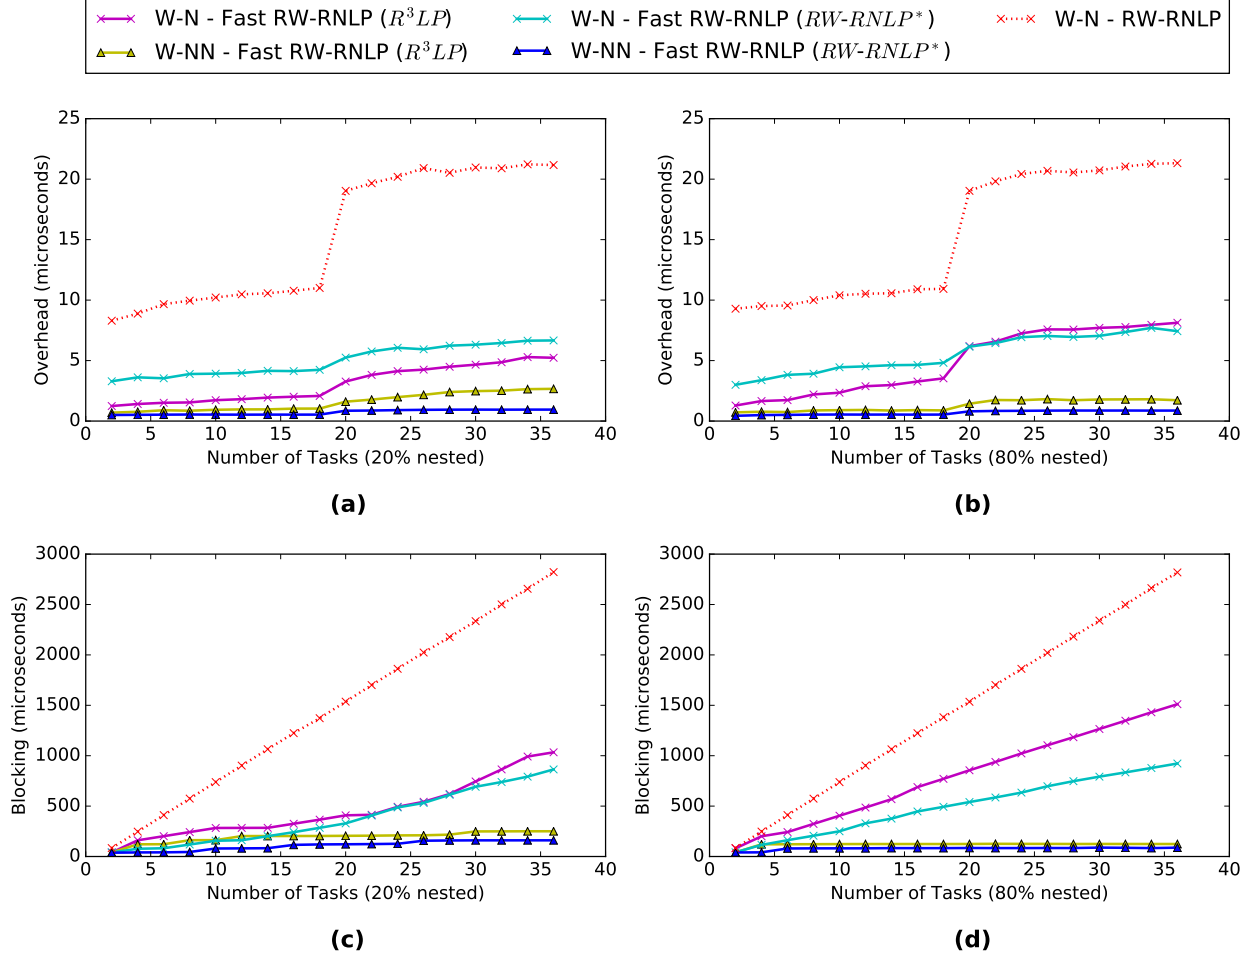 W-N - Fast RW-RNLP (R³LP)
W-NN - Fast RW-RNLP (R³LP)
W-N - Fast RW-RNLP (RW-RNLP*)
W-NN - Fast RW-RNLP (RW-RNLP*)
W-N - RW-RNLP
Overhead (microseconds)
25
20
15
10
5
0
0 5 10 15 20 25 30 35 40
Number of Tasks (20% nested)
(a)
Overhead (microseconds)
25
20
15
10
5
0
0 5 10 15 20 25 30 35 40
Number of Tasks (80% nested)
(b)
Blocking (microseconds)
3000
2500
2000
1500
1000
500
0
0 5 10 15 20 25 30 35 40
Number of Tasks (20% nested)
(c)
Blocking (microseconds)
3000
2500
2000
1500
1000
500
0
0 5 10 15 20 25 30 35 40
Number of Tasks (80% nested)
(d)